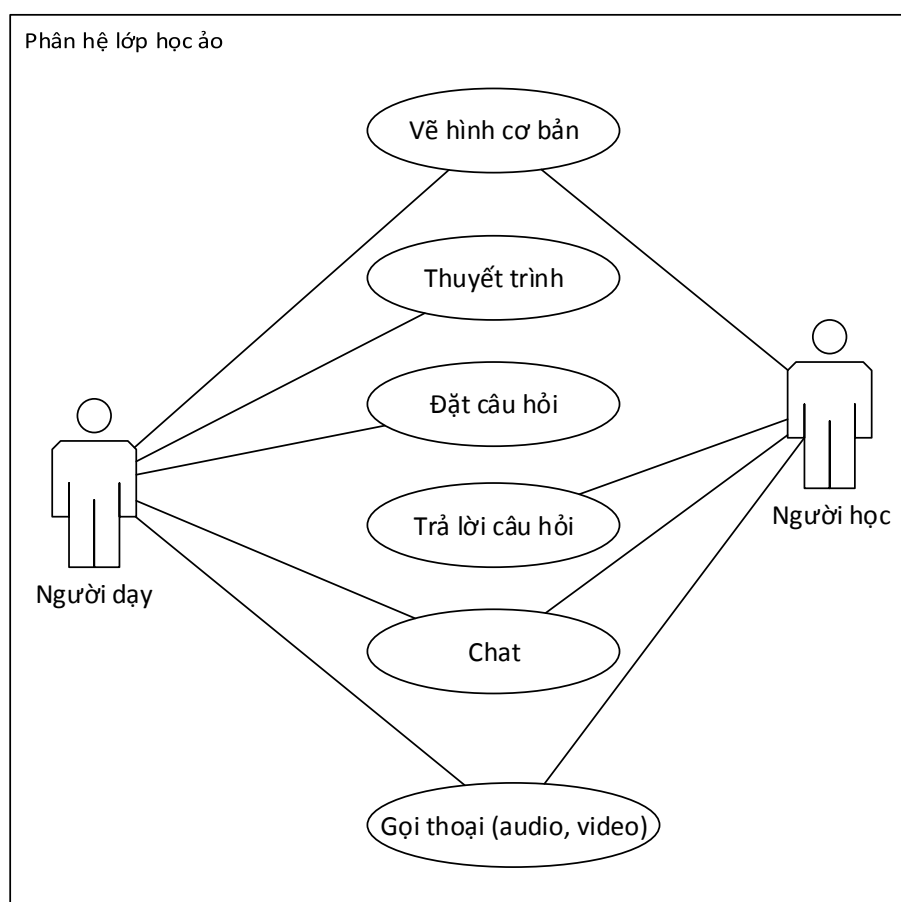 Phân hệ lớp học ảo
Vẽ hình cơ bản
Thuyết trình
Đặt câu hỏi
Trả lời câu hỏi
Người học
Người dạy
Chat
Gọi thoại (audio, video)